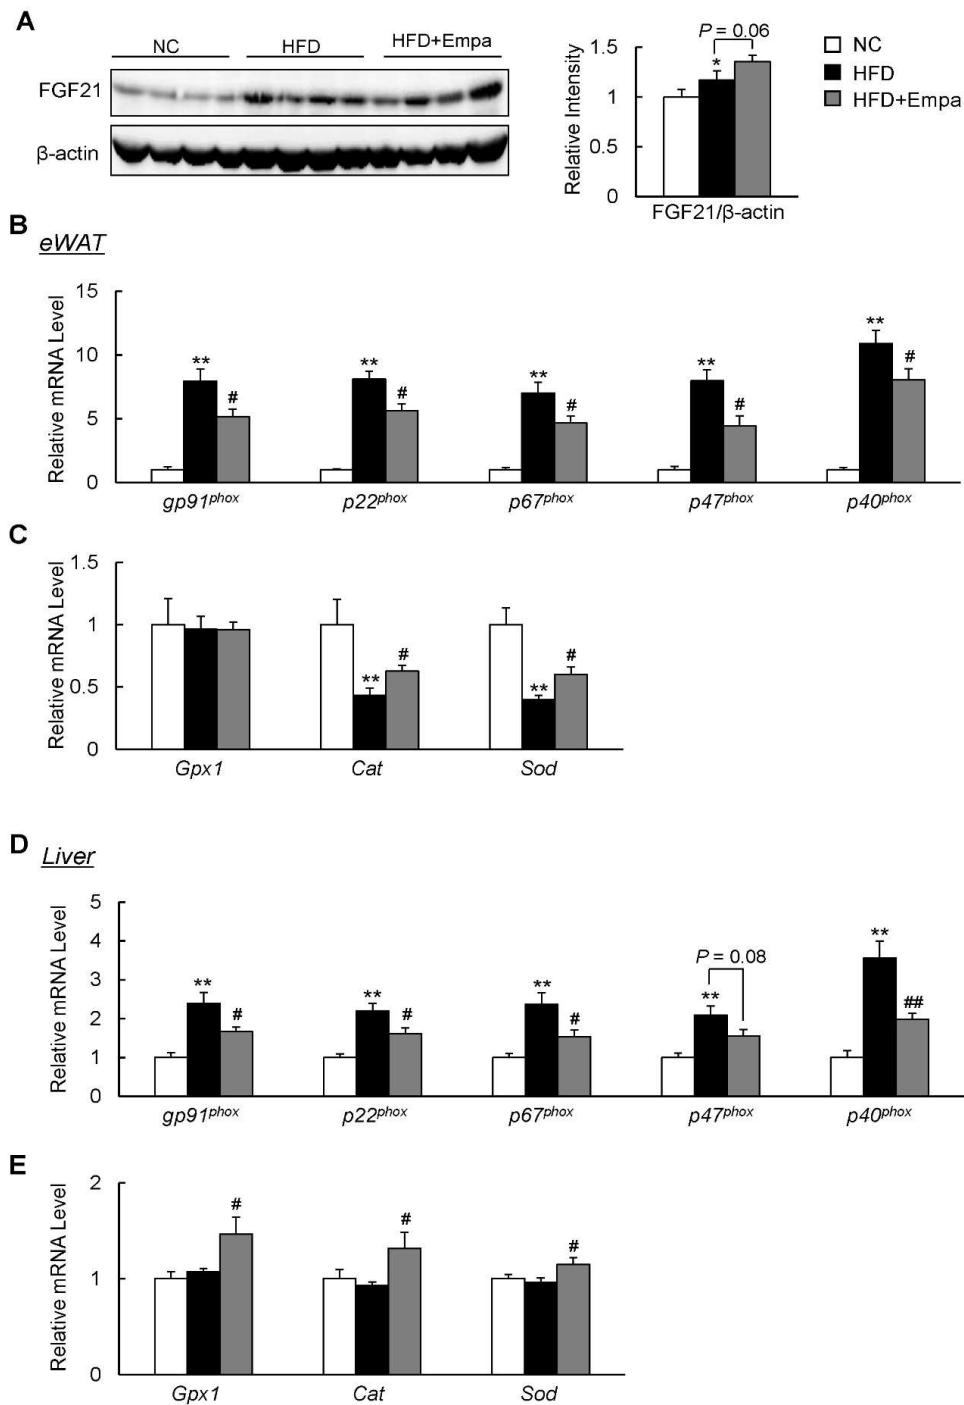 A
NC HFD HFD+Empa
FGF21
β-actin
P = 0.06
1.5
*
1
0.5
0
Relative Intensity
FGF21/β-actin
NC
HFD
HFD+Empa
B
eWAT
Relative mRNA Level
15
10
5
0
** # ** # ** # ** # ** #
gp91phox p22phox p67phox p47phox p40phox
C
Relative mRNA Level
1.5
1
0.5
0
** # ** #
Gpx1 Cat Sod
D
Liver
Relative mRNA Level
5
4
3
2
1
0
P = 0.08
** # ** # ** # ** ** ##
gp91phox p22phox p67phox p47phox p40phox
E
Relative mRNA Level
2
1
0
# # #
Gpx1 Cat Sod